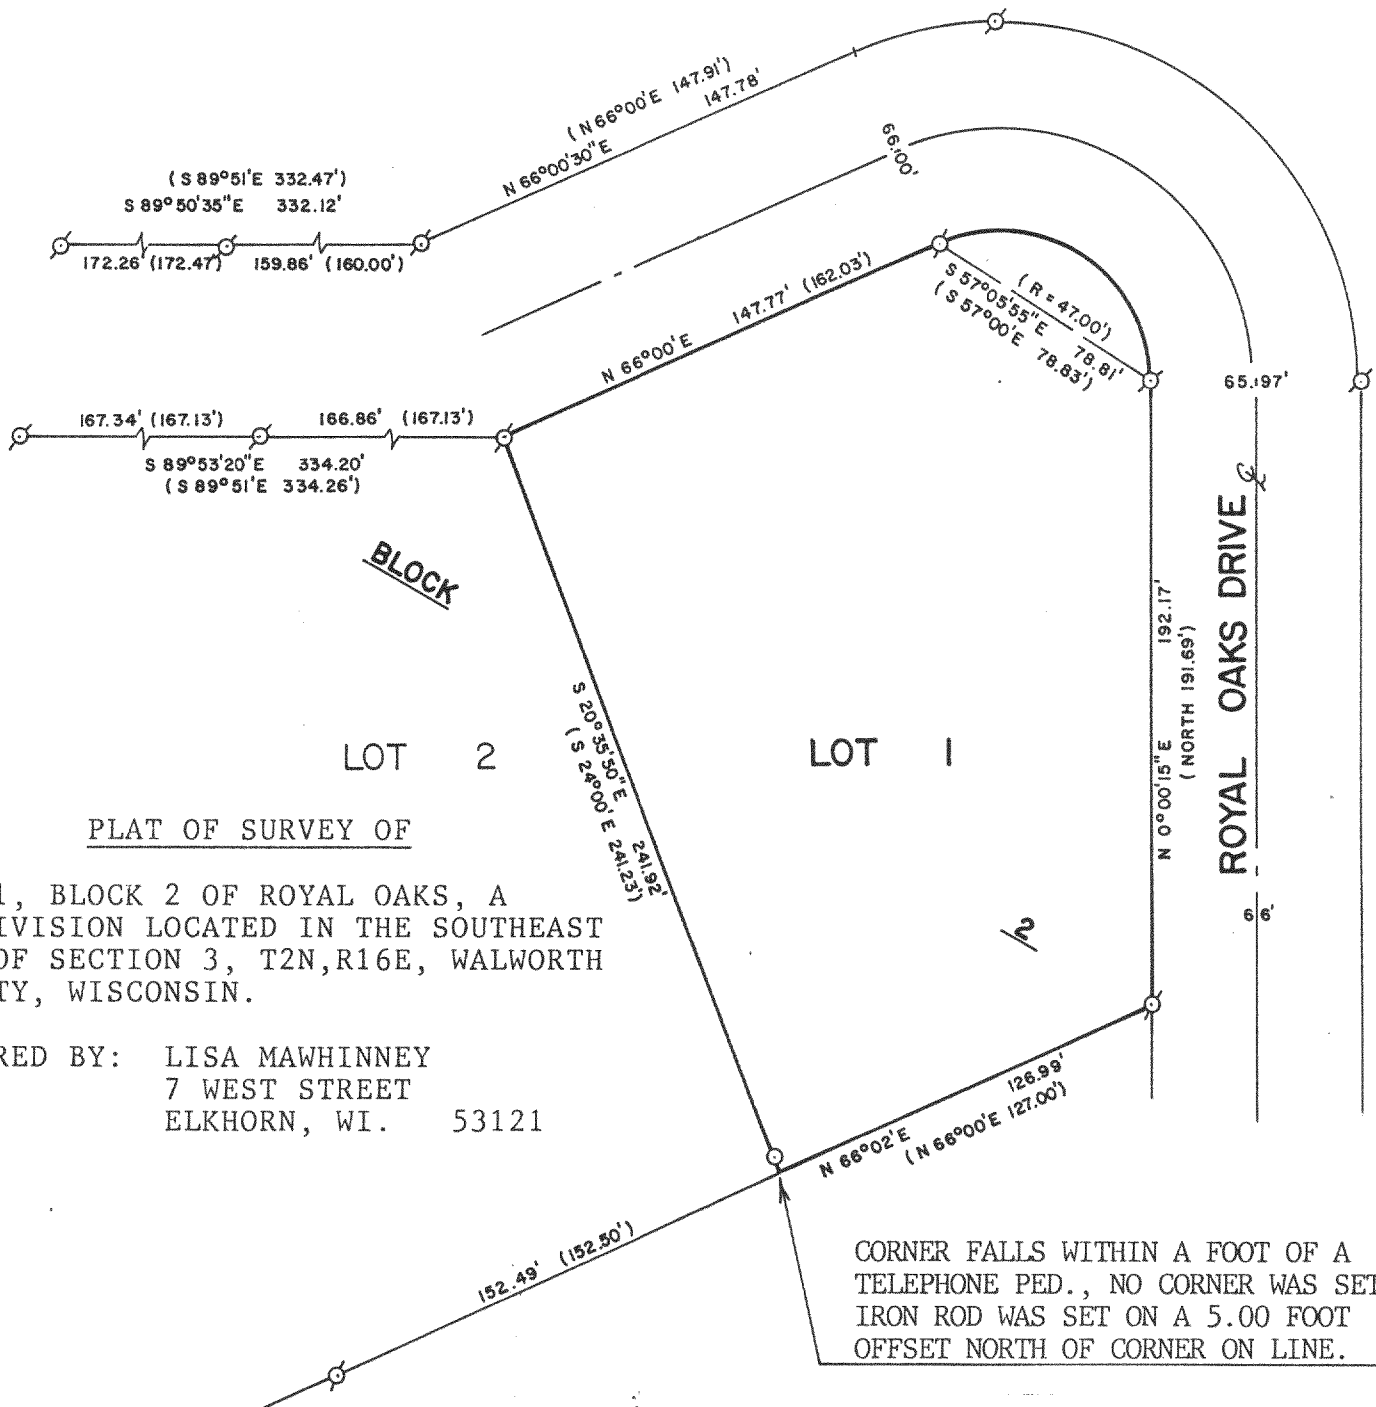 (N 66°00'E 147.91')
N 66°00'30"E 147.78'
66.00'
(S 89°51'E 332.47')
S 89°50'35"E 332.12'
172.26' (172.47') 159.86' (160.00')
N 66°00'E 147.77' (162.03')
(R = 47.00')
S 57°05'55"E 78.81'
(S 57°00'E 78.83')
65.97'
167.34' (167.13') 166.86' (167.13')
S 89°53'20"E 334.20'
(S 89°51'E 334.26')
BLOCK
S 20°35'50"E 241.92'
(S 24°00'E 241.23')
N 0°00'15"E 192.17'
(NORTH 191.69')
ROYAL OAKS DRIVE
66'
LOT 2
LOT 1
2
PLAT OF SURVEY OF
1, BLOCK 2 OF ROYAL OAKS, A
IVISION LOCATED IN THE SOUTHEAST
OF SECTION 3, T2N,R16E, WALWORTH
TY, WISCONSIN.
RED BY: LISA MAWHINNEY
7 WEST STREET
ELKHORN, WI. 53121
N 66°02'E 126.99'
(N 66°00'E 127.00')
152.49' (152.50')
CORNER FALLS WITHIN A FOOT OF A
TELEPHONE PED., NO CORNER WAS SET
IRON ROD WAS SET ON A 5.00 FOOT
OFFSET NORTH OF CORNER ON LINE.